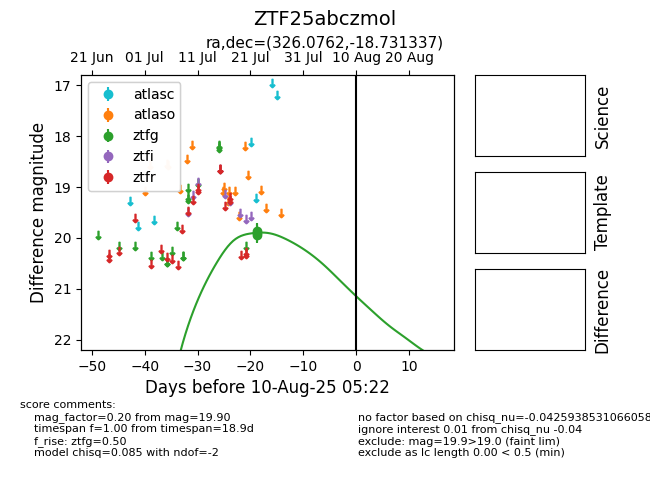 ZTF25abczmol
ra,dec=(326.0762,-18.731337)
21 Jun 01 Jul 11 Jul 21 Jul 31 Jul 10 Aug 20 Aug
atlasc
atlaso
ztfg
ztfi
ztfr
17
18
19
20
21
22
Difference magnitude
−50 −40 −30 −20 −10 0 10
Days before 10-Aug-25 05:22
Science
Template
Difference
score comments:
mag_factor=0.20 from mag=19.90
timespan f=1.00 from timespan=18.9d
f_rise: ztfg=0.50
model chisq=0.085 with ndof=-2
no factor based on chisq_nu=-0.0425938531066058
ignore interest 0.01 from chisq_nu -0.04
exclude: mag=19.9>19.0 (faint lim)
exclude as lc length 0.00 < 0.5 (min)